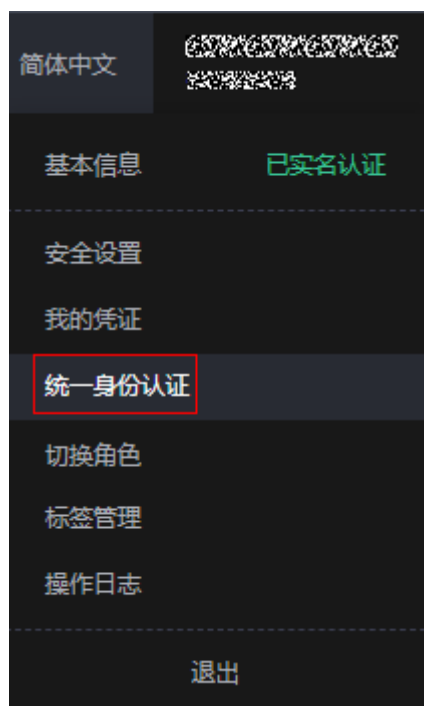 简体中文
基本信息 已实名认证
安全设置
我的凭证
统一身份认证
切换角色
标签管理
操作日志
退出